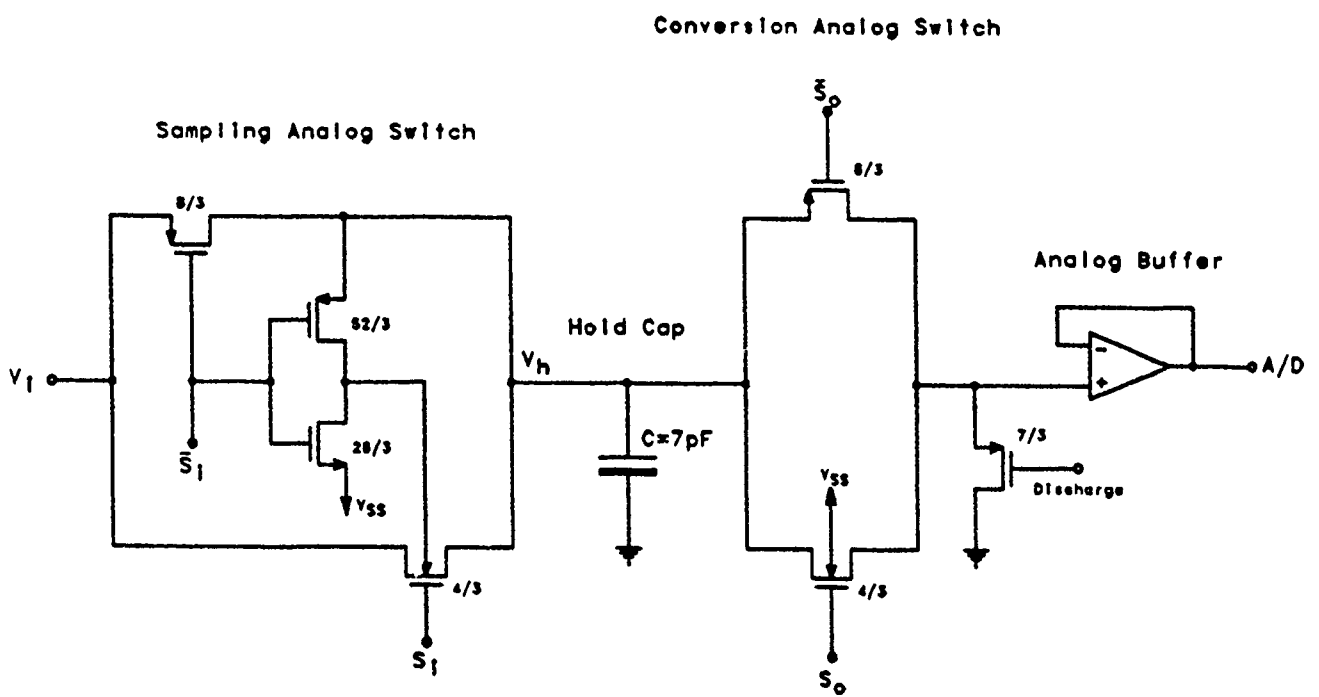 Conversion Analog Switch
S̄o
Sampling Analog Switch
8/3
6/3
Analog Buffer
52/3
Hold Cap
Vi
Vh
-
+
A/D
C=7pF
28/3
7/3
S̄i
Vss
Vss
Discharge
4/3
4/3
Si
So